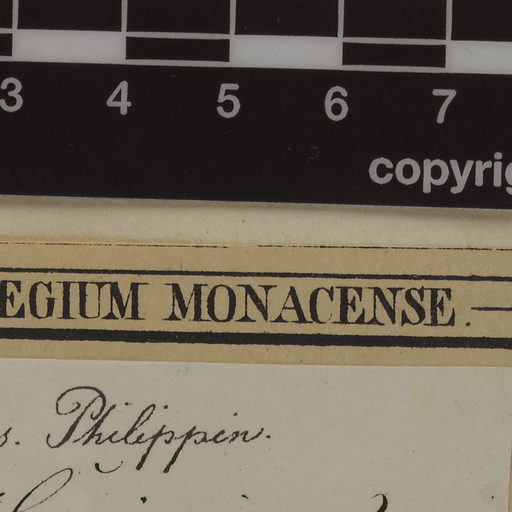 3 4 5 6 7
copyrig
EGIUM MONACENSE.
s. Philippin.